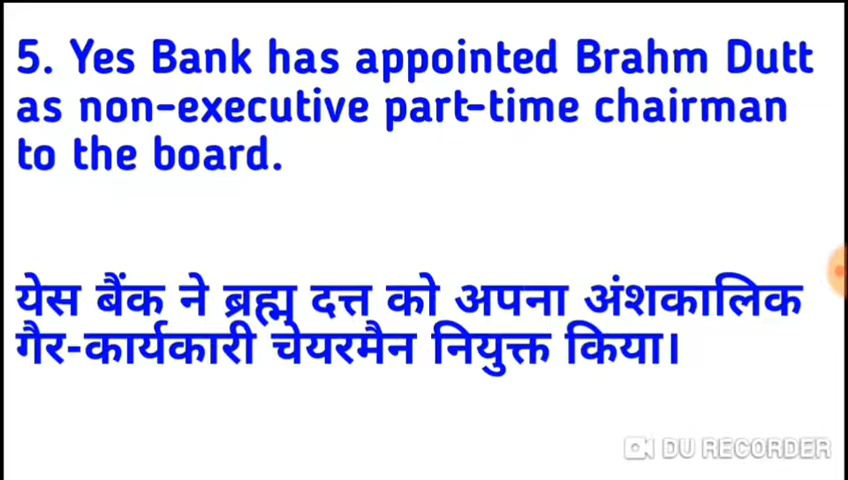 5. Yes Bank has appointed Brahm Dutt
as non-executive part-time chairman
to the board.
येस बैंक ने ब्रह्म दत्त को अपना अंशकालिक
गैर-कार्यकारी चेयरमैन नियुक्त किया।
DU RECORDER